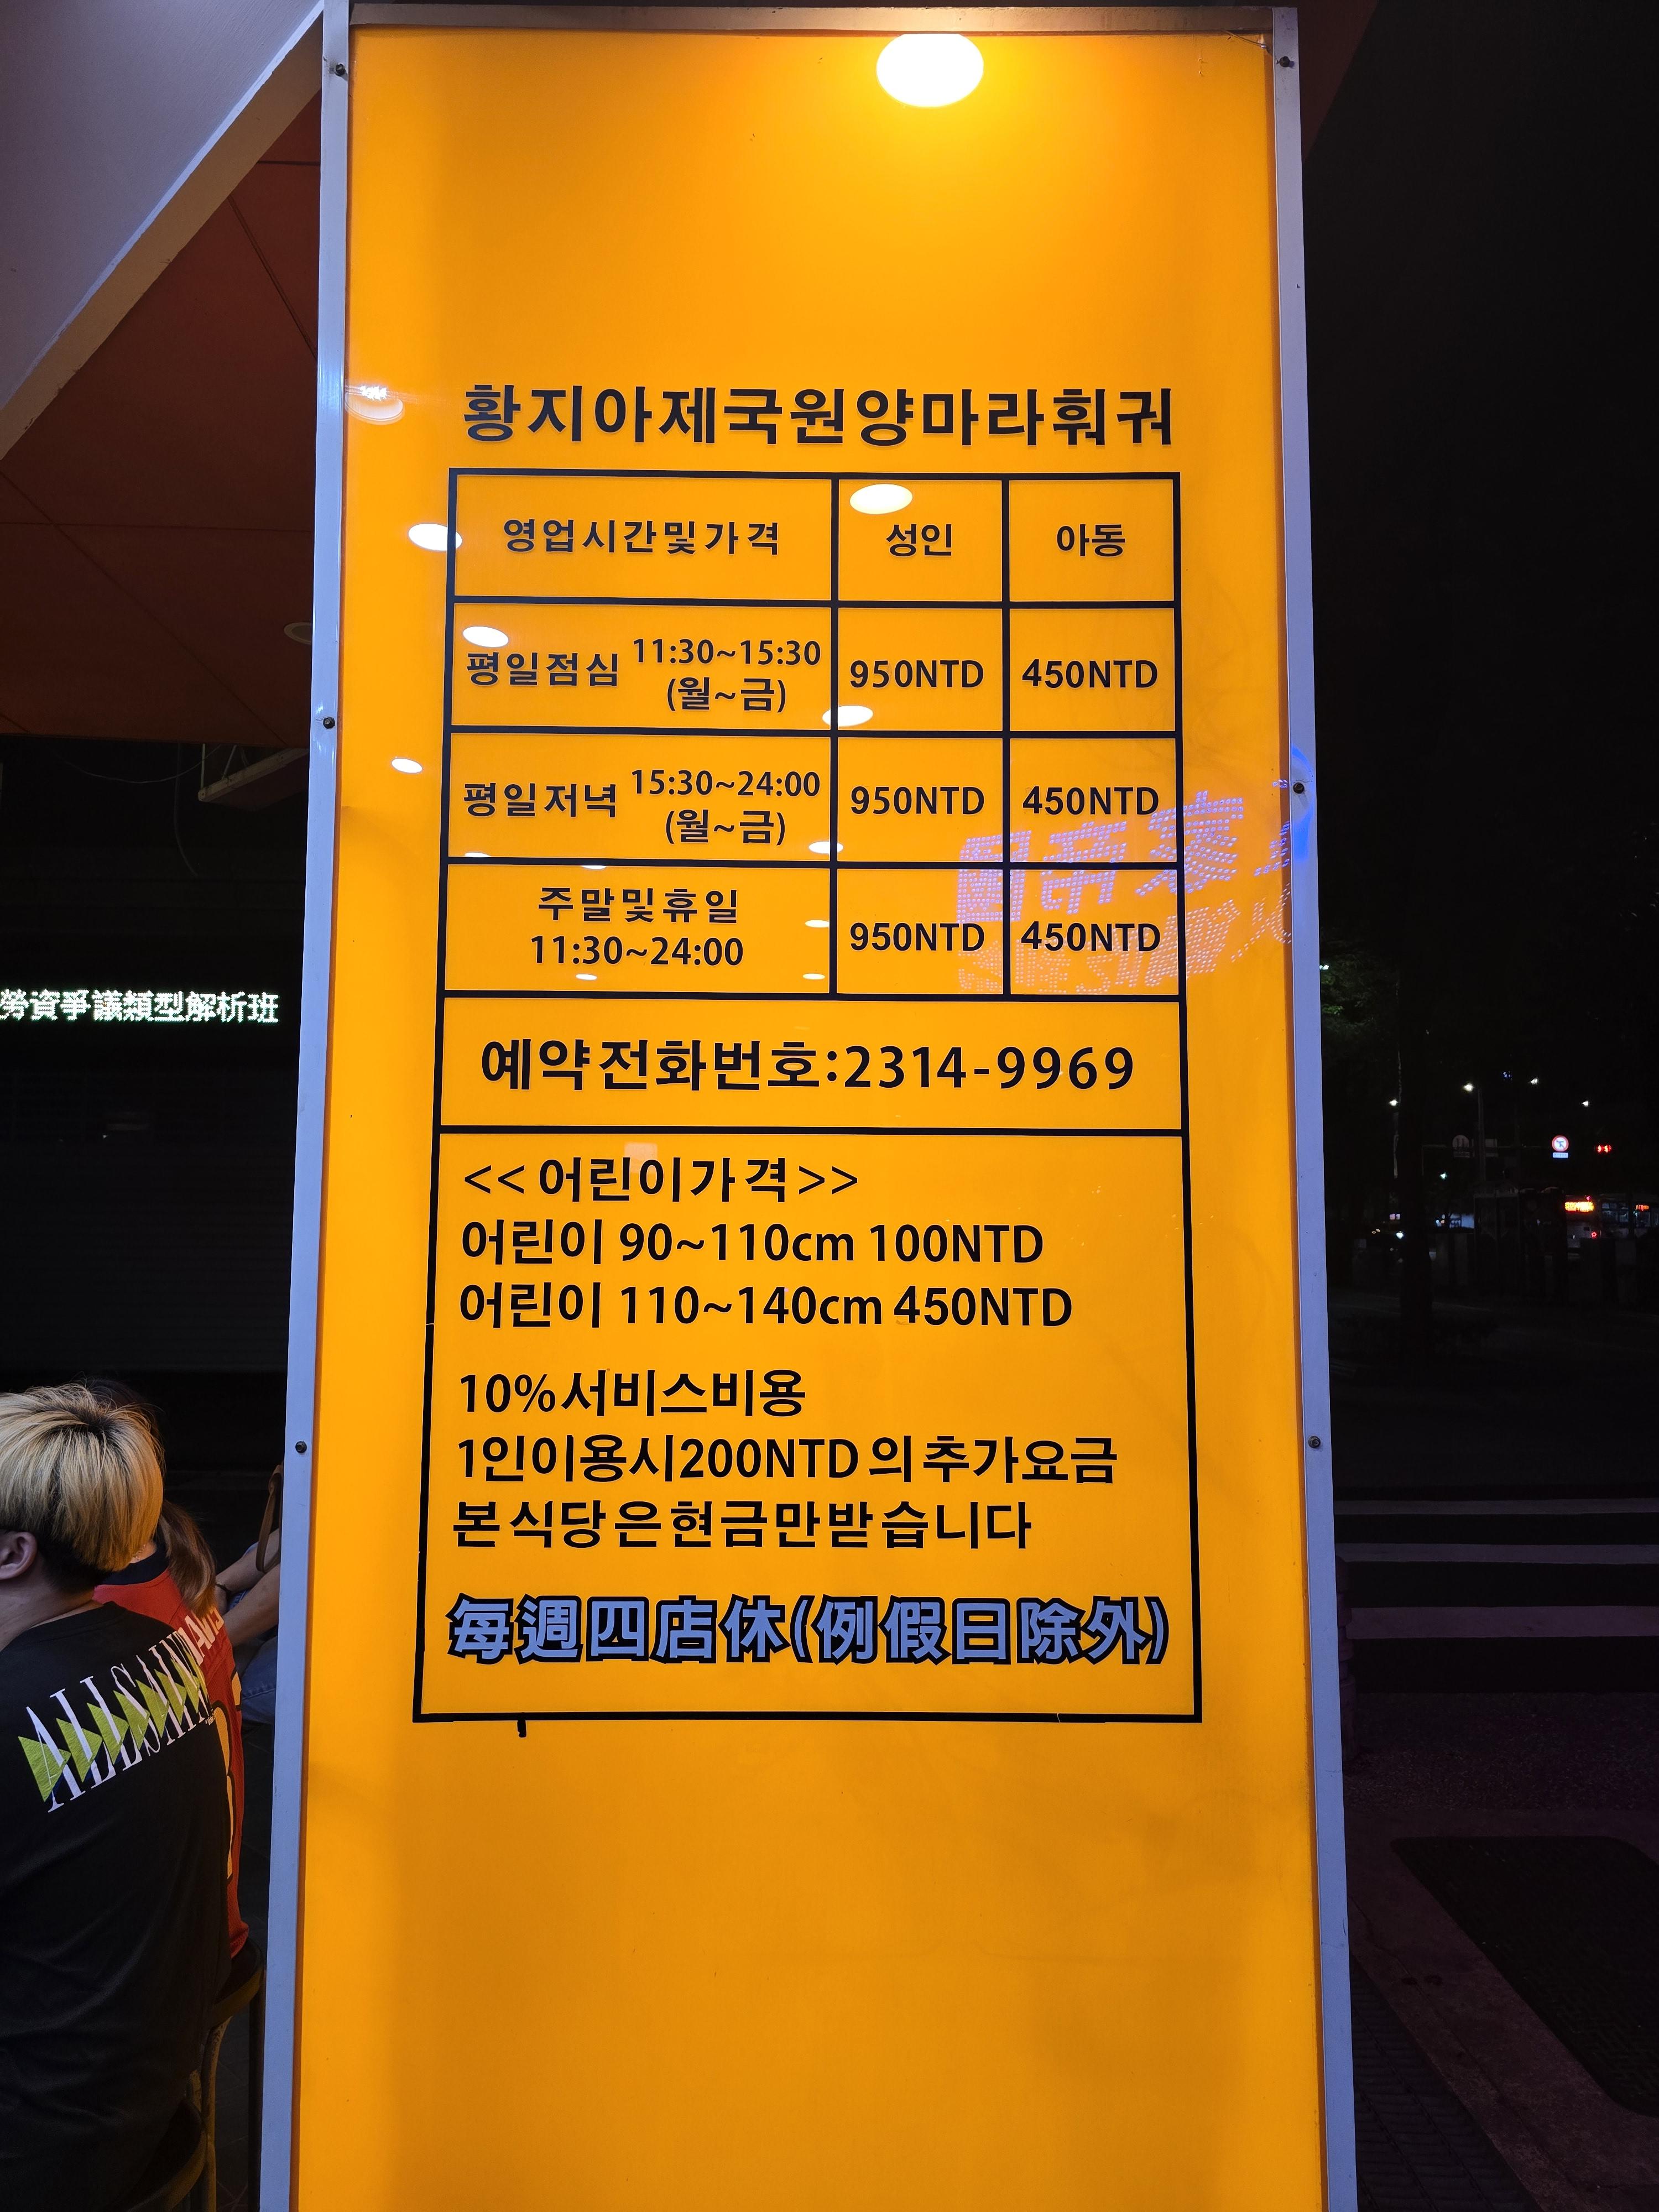 황지아제국원양마라훠궈
영업시간및가격 성인 아동
평일점심 11:30~15:30 (월~금) 950NTD 450NTD
평일저녁 15:30~24:00 (월~금) 950NTD 450NTD
주말및휴일
11:30~24:00 950NTD 450NTD
예약전화번호:2314-9969
<<어린이가격>>
어린이 90~110cm 100NTD
어린이 110~140cm 450NTD
10%서비스비용
1인이용시200NTD의추가요금
본식당은현금만받습니다
每週四店休(例假日除外)
勞資爭議類型解析班